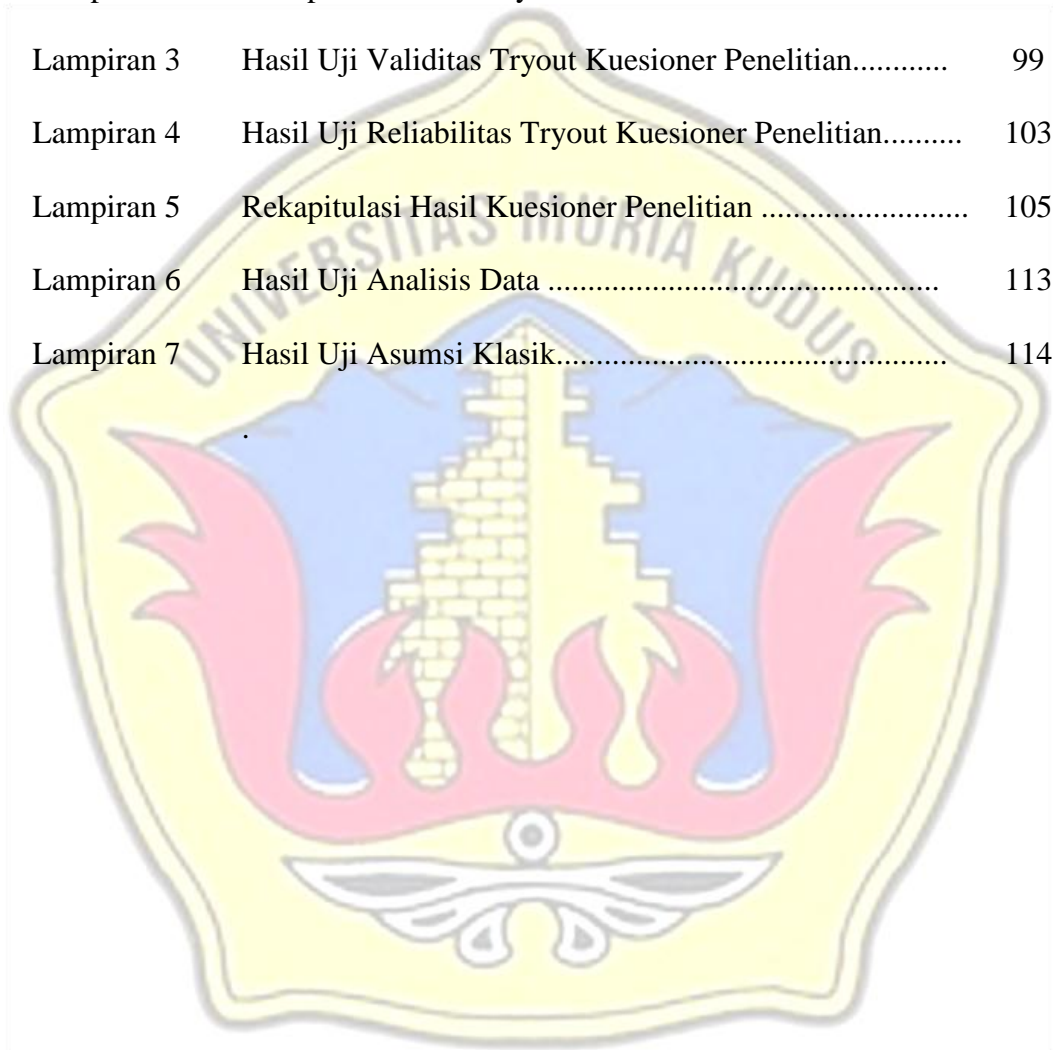 Lampiran 3 Hasil Uji Validitas Tryout Kuesioner Penelitian............ 99
Lampiran 4 Hasil Uji Reliabilitas Tryout Kuesioner Penelitian.......... 103
Lampiran 5 Rekapitulasi Hasil Kuesioner Penelitian ......................... 105
UNIVERSITAS MURIA KUDUS
Lampiran 6 Hasil Uji Analisis Data ............................................... 113
Lampiran 7 Hasil Uji Asumsi Klasik............................................... 114
.